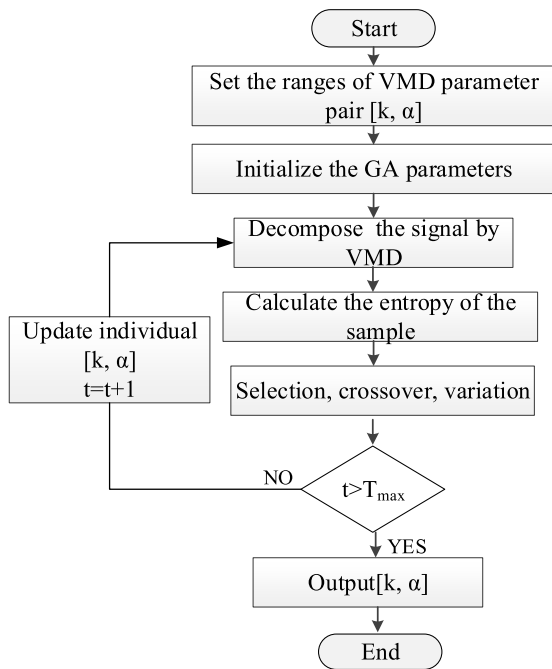 Start
Set the ranges of VMD parameter
pair [k, α]
Initialize the GA parameters
Decompose the signal by
VMD
Calculate the entropy of the
sample
Update individual
[k, α]
t=t+1
Selection, crossover, variation
NO
t>Tmax
YES
Output[k, α]
End